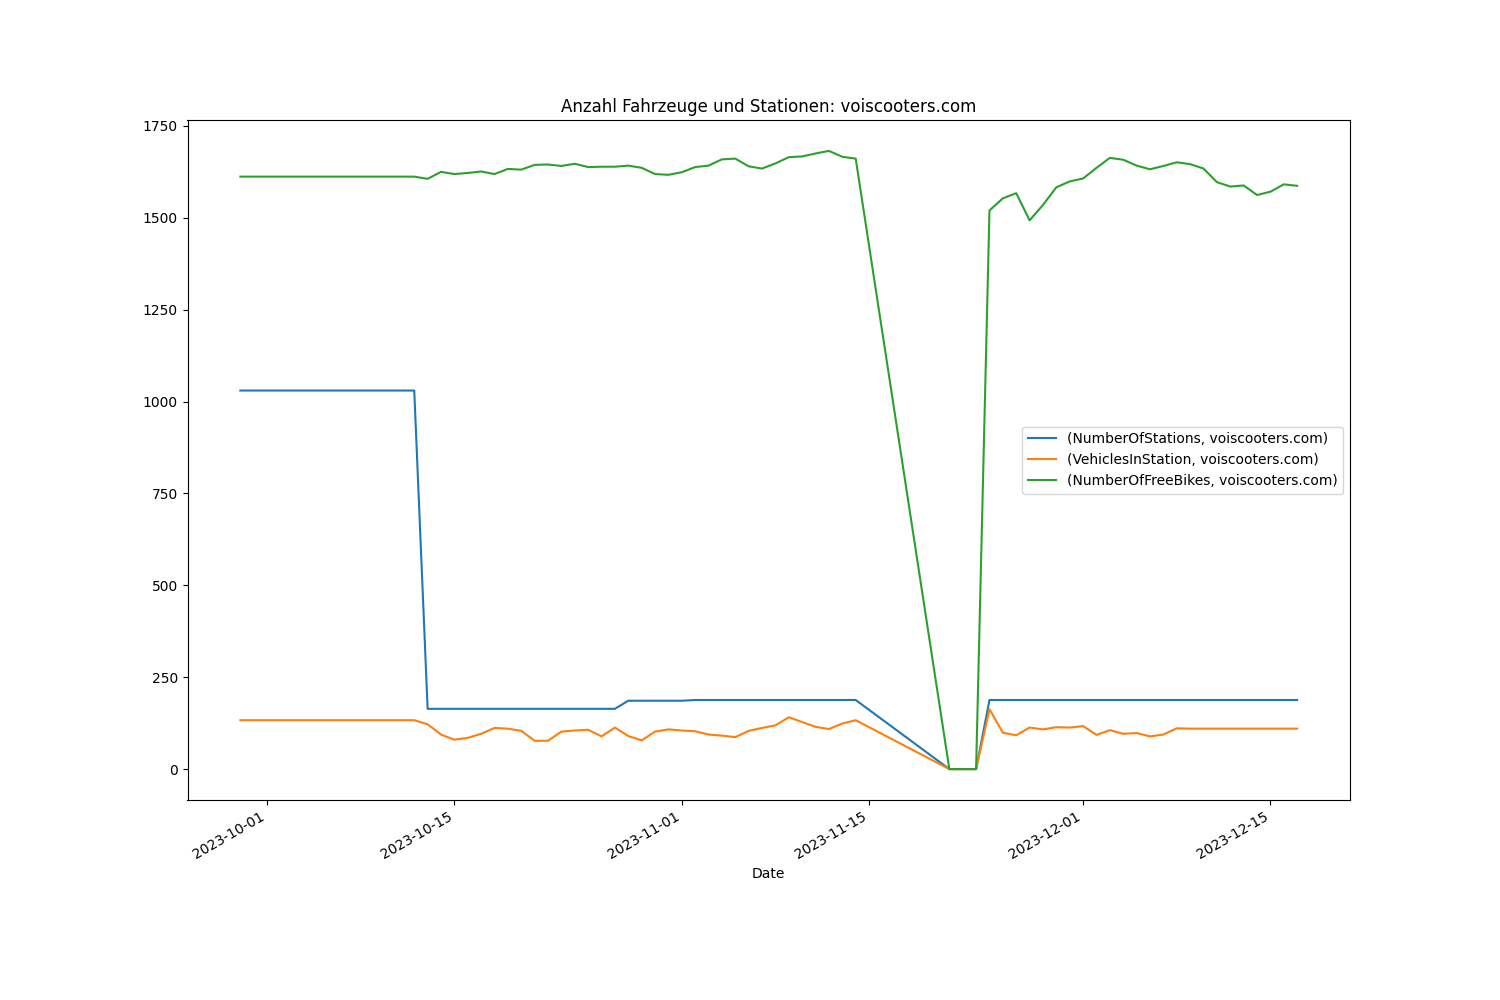 Anzahl Fahrzeuge und Stationen: voiscooters.com
1750
1500
1250
1000
750
500
250
0
(NumberOfStations, voiscooters.com)
(VehiclesInStation, voiscooters.com)
(NumberOfFreeBikes, voiscooters.com)
2023-10-01
2023-10-15
2023-11-01
2023-11-15
2023-12-01
2023-12-15
Date